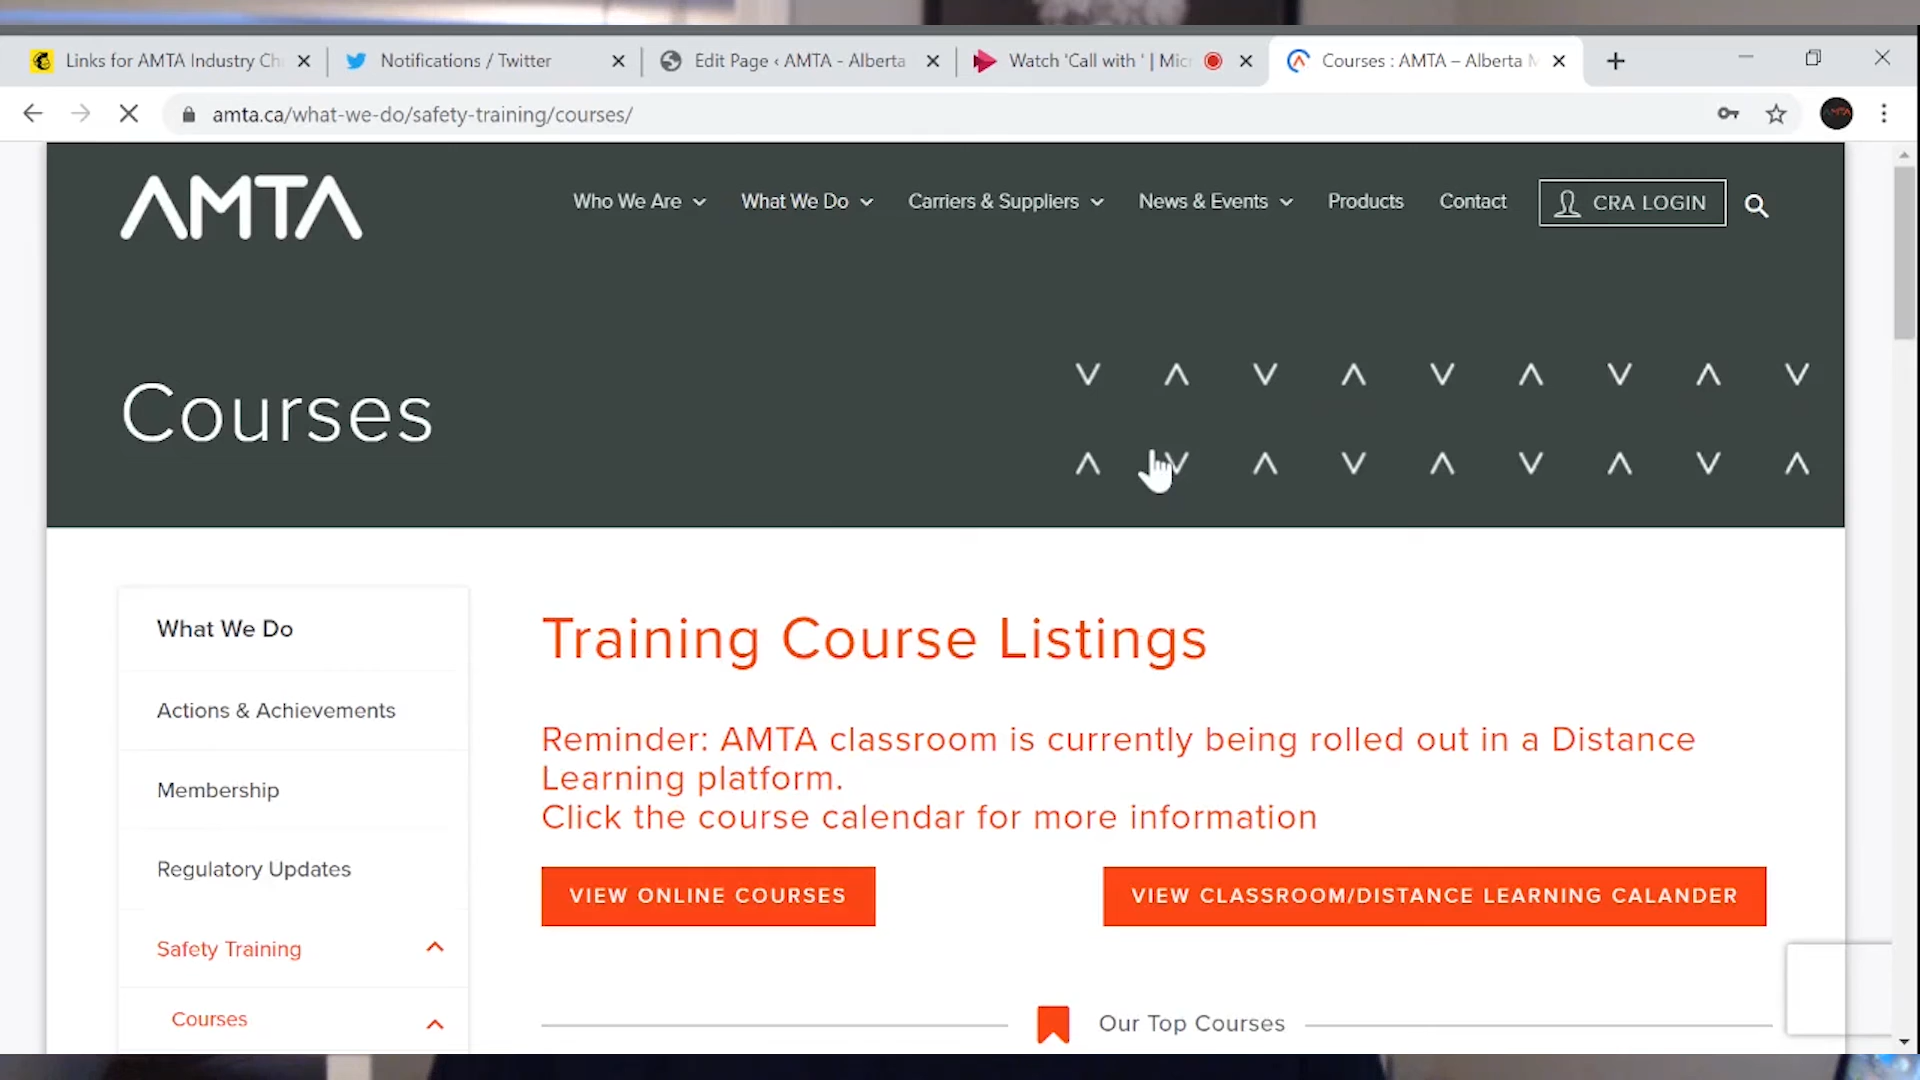 Links for AMTA Industry Ch
Notifications / Twitter
Edit Page ‹ AMTA - Alberta
Watch 'Call with ' | Mic
Courses : AMTA – Alberta M
amta.ca/what-we-do/safety-training/courses/
AMTA
Who We Are
What We Do
Carriers & Suppliers
News & Events
Products
Contact
CRA LOGIN
Courses
What We Do
Actions & Achievements
Membership
Regulatory Updates
Safety Training
Courses
Training Course Listings
Reminder: AMTA classroom is currently being rolled out in a Distance
Learning platform.
Click the course calendar for more information
VIEW ONLINE COURSES
VIEW CLASSROOM/DISTANCE LEARNING CALANDER
Our Top Courses